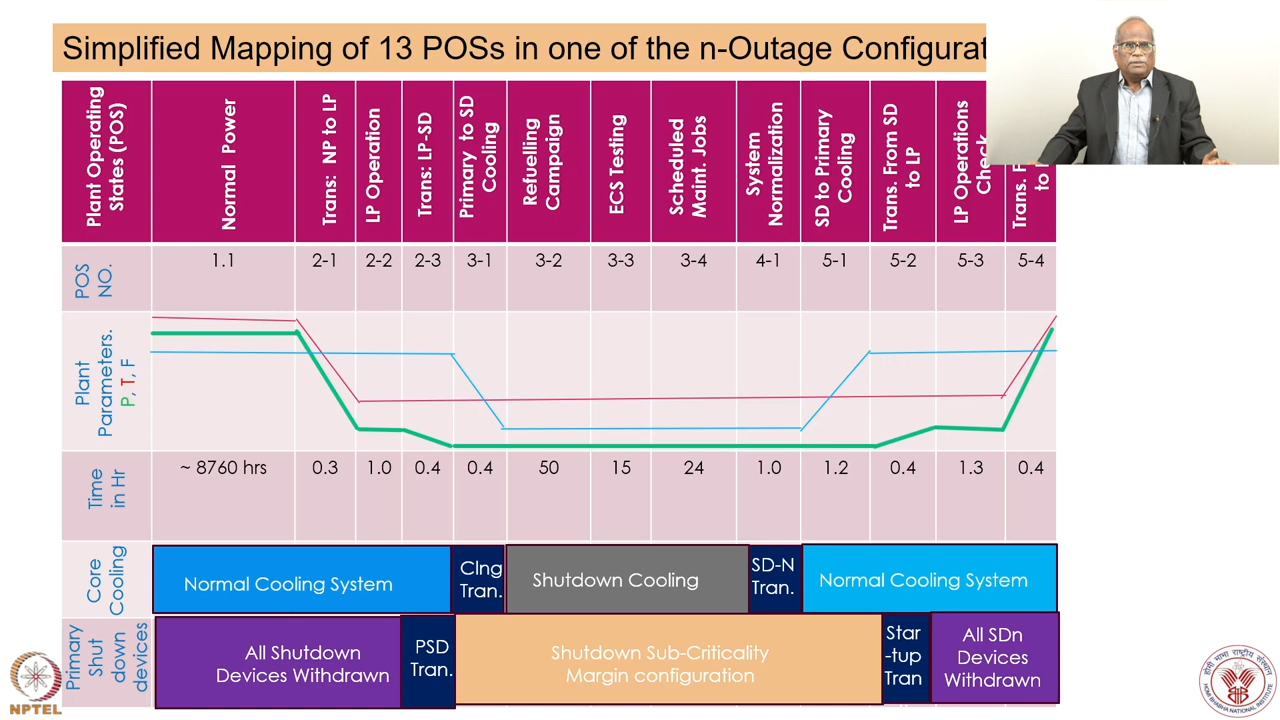 Simplified Mapping of 13 POSs in one of the n-Outage Configurat
Plant Operating
States (POS)
Normal Power
Trans: NP to LP
LP Operation
Trans: LP-SD
Primary to SD
Cooling
Refuelling
Campaign
ECS Testing
Scheduled
Maint. Jobs
System
Normalization
SD to Primary
Cooling
Trans. From SD
to LP
LP Operations
Check
Trans. F
to
POS
NO.
1.1
2-1
2-2
2-3
3-1
3-2
3-3
3-4
4-1
5-1
5-2
5-3
5-4
Plant
Parameters.
P, T, F
Time
in Hr
~ 8760 hrs
0.3
1.0
0.4
0.4
50
15
24
1.0
1.2
0.4
1.3
0.4
Core
Cooling
Normal Cooling System
Clng
Tran.
Shutdown Cooling
SD-N
Tran.
Normal Cooling System
Primary
Shut
down
devices
All Shutdown
Devices Withdrawn
PSD
Tran.
Shutdown Sub-Criticality
Margin configuration
Star
-tup
Tran
All SDn
Devices
Withdrawn
NPTEL
होमी भाभा राष्ट्रीय संस्थान
HOMI BHABHA NATIONAL INSTITUTE